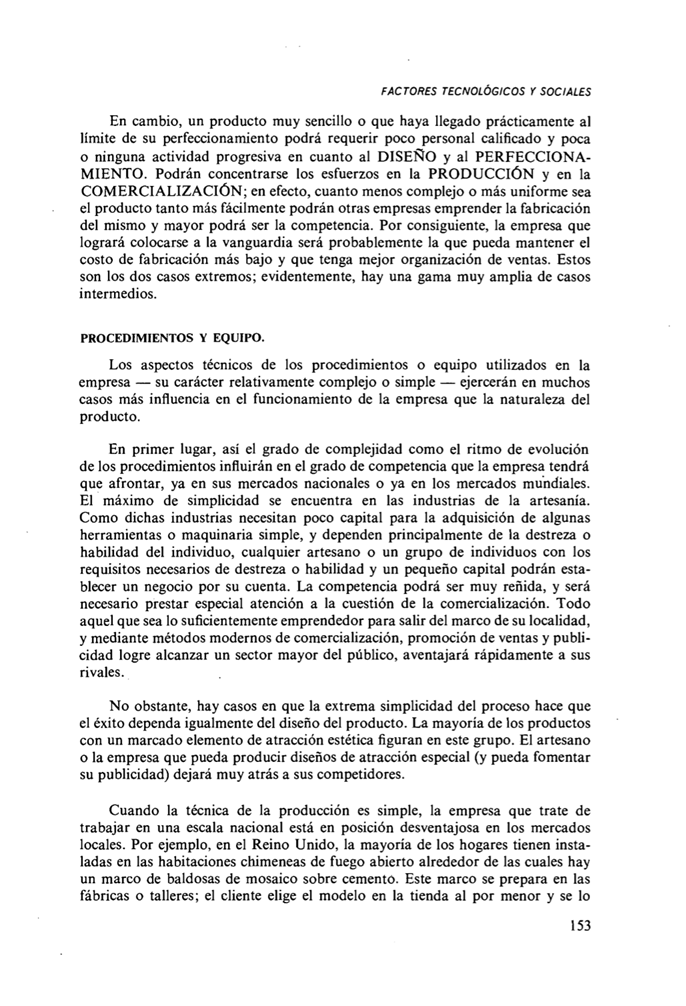 FACTORES TECNOLÓGICOS Y SOCIALES
En cambio, un producto muy sencillo o que haya llegado prácticamente al
límite de su perfeccionamiento podrá requerir poco personal calificado y poca
o ninguna actividad progresiva en cuanto al DISEÑO y al PERFECCIONA-
MIENTO. Podrán concentrarse los esfuerzos en la PRODUCCIÓN y en la
COMERCIALIZACIÓN; en efecto, cuanto menos complejo o más uniforme sea
el producto tanto más fácilmente podrán otras empresas emprender la fabricación
del mismo y mayor podrá ser la competencia. Por consiguiente, la empresa que
logrará colocarse a la vanguardia será probablemente la que pueda mantener el
costo de fabricación más bajo y que tenga mejor organización de ventas. Estos
son los dos casos extremos; evidentemente, hay una gama muy amplia de casos
intermedios.
PROCEDIMIENTOS Y EQUIPO.
Los aspectos técnicos de los procedimientos o equipo utilizados en la
empresa — su carácter relativamente complejo o simple — ejercerán en muchos
casos más influencia en el funcionamiento de la empresa que la naturaleza del
producto.
En primer lugar, así el grado de complejidad como el ritmo de evolución
de los procedimientos influirán en el grado de competencia que la empresa tendrá
que afrontar, ya en sus mercados nacionales o ya en los mercados mundiales.
El máximo de simplicidad se encuentra en las industrias de la artesanía.
Como dichas industrias necesitan poco capital para la adquisición de algunas
herramientas o maquinaria simple, y dependen principalmente de la destreza o
habilidad del individuo, cualquier artesano o un grupo de individuos con los
requisitos necesarios de destreza o habilidad y un pequeño capital podrán esta-
blecer un negocio por su cuenta. La competencia podrá ser muy reñida, y será
necesario prestar especial atención a la cuestión de la comercialización. Todo
aquel que sea lo suficientemente emprendedor para salir del marco de su localidad,
y mediante métodos modernos de comercialización, promoción de ventas y publi-
cidad logre alcanzar un sector mayor del público, aventajará rápidamente a sus
rivales.
No obstante, hay casos en que la extrema simplicidad del proceso hace que
el éxito dependa igualmente del diseño del producto. La mayoría de los productos
con un marcado elemento de atracción estética figuran en este grupo. El artesano
o la empresa que pueda producir diseños de atracción especial (y pueda fomentar
su publicidad) dejará muy atrás a sus competidores.
Cuando la técnica de la producción es simple, la empresa que trate de
trabajar en una escala nacional está en posición desventajosa en los mercados
locales. Por ejemplo, en el Reino Unido, la mayoría de los hogares tienen insta-
ladas en las habitaciones chimeneas de fuego abierto alrededor de las cuales hay
un marco de baldosas de mosaico sobre cemento. Este marco se prepara en las
fábricas o talleres; el cliente elige el modelo en la tienda al por menor y se lo
153